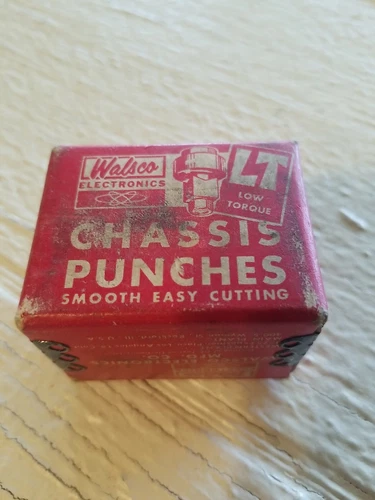 Walsco
ELECTRONICS
LT
LOW
TORQUE
CHASSIS
PUNCHES
SMOOTH EASY CUTTING